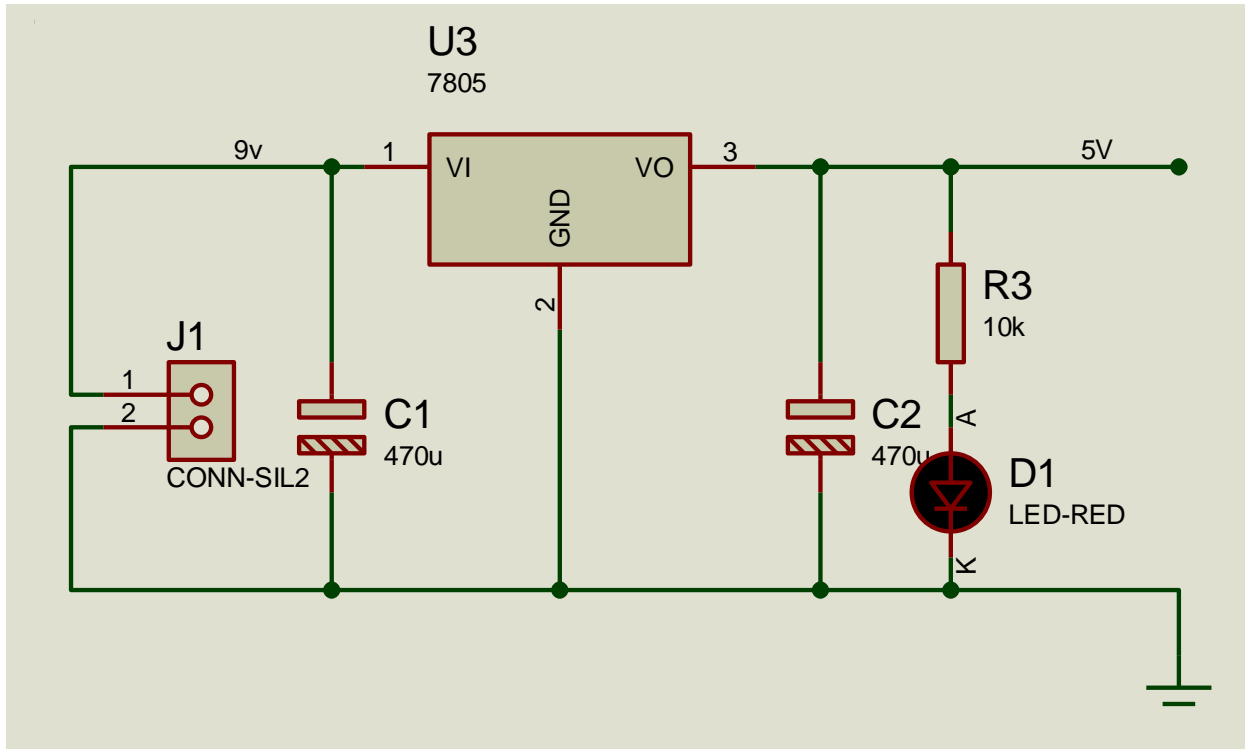 U3
7805
9v
1
VI
VO
3
5V
GND
2
J1
1
2
CONN-SIL2
C1
470u
C2
470u
R3
10k
A
D1
LED-RED
K